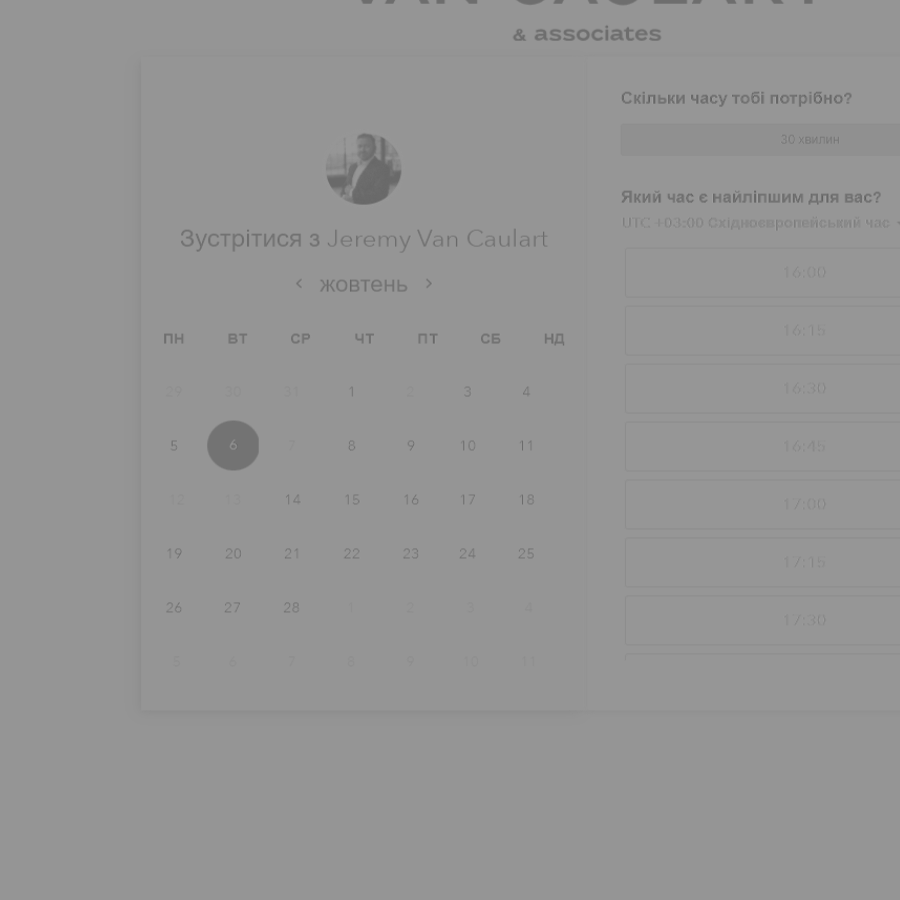 VAN CAULART
& associates
Зустрітися з Jeremy Van Caulart
жовтень
ПН ВТ СР ЧТ ПТ СБ НД
29 30 31 1 2 3 4
5 6 7 8 9 10 11
12 13 14 15 16 17 18
19 20 21 22 23 24 25
26 27 28 1 2 3 4
5 6 7 8 9 10 11
Скільки часу тобі потрібно?
30 хвилин
Який час є найліпшим для вас?
UTC +03:00 Східноєвропейський час
16:00
16:15
16:30
16:45
17:00
17:15
17:30